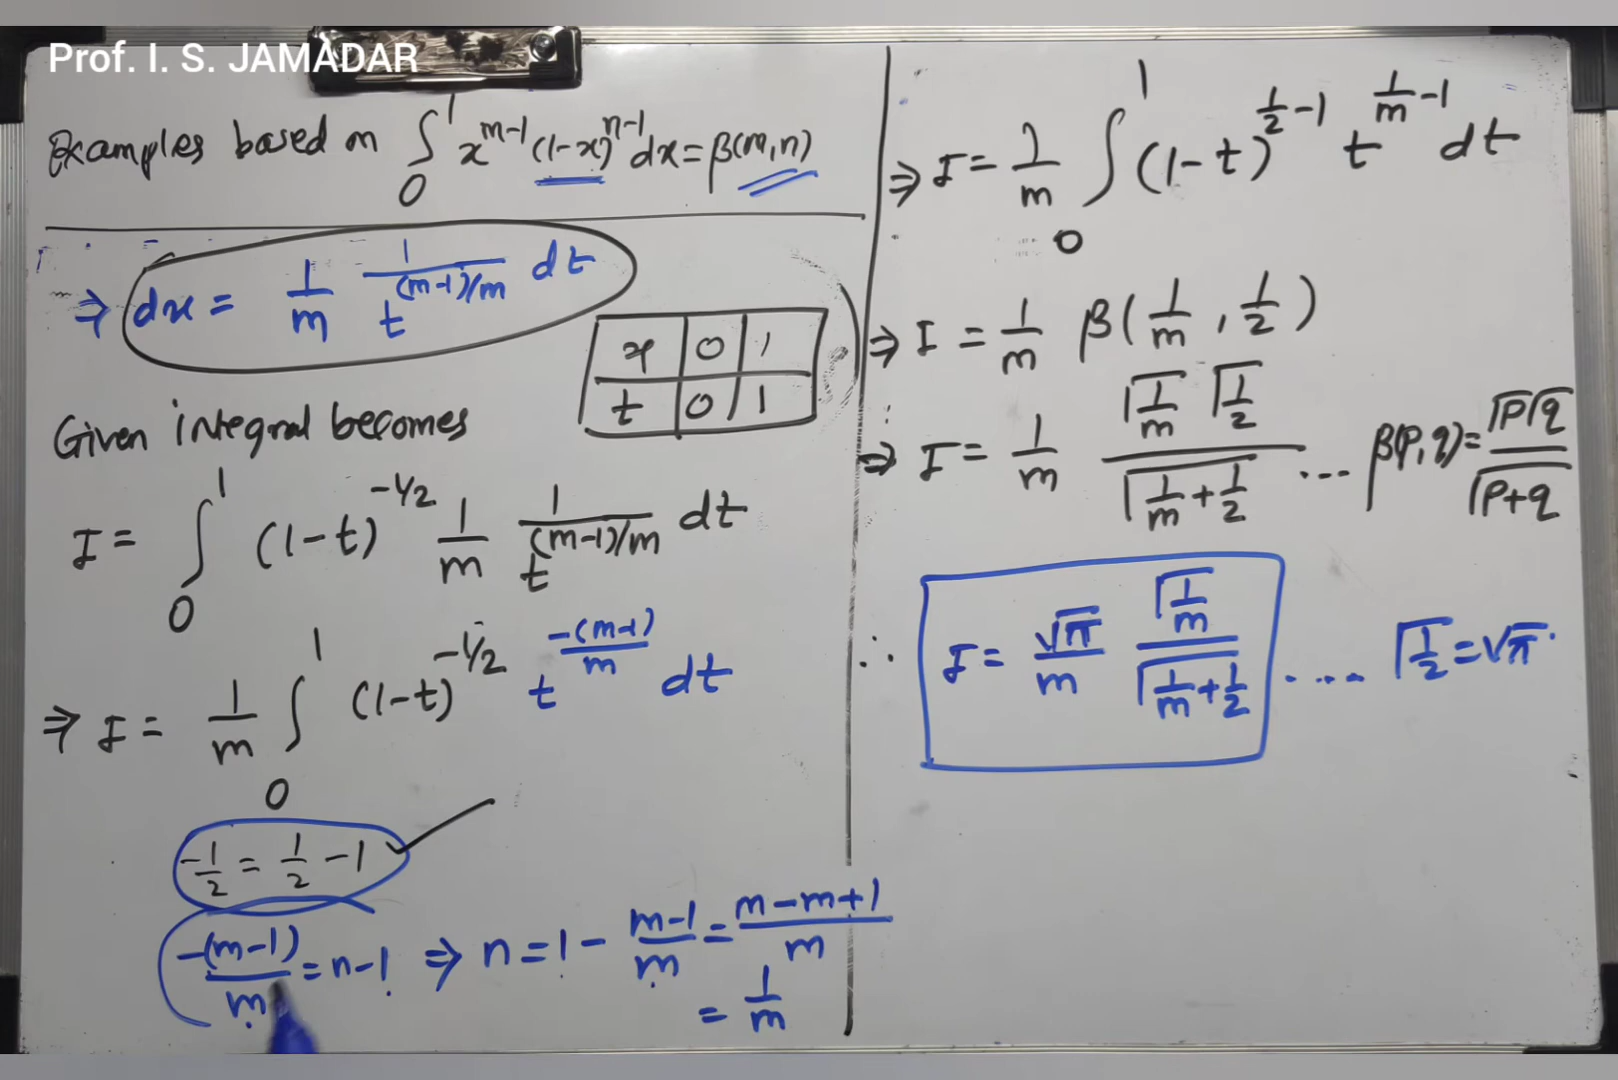 Prof. I. S. JAMADAR
Examples based on ∫₀¹ x^(m-1) (1-x)^(n-1) dx = β(m,n)
⇒ dx = 1/m 1/t^((m-1)/m) dt
x 0 1
t 0 1
Given integral becomes
I = ∫₀¹ (1-t)^(-1/2) 1/m 1/t^((m-1)/m) dt
⇒ I = 1/m ∫₀¹ (1-t)^(-1/2) t^(-(m-1)/m) dt
-1/2 = 1/2 - 1
-(m-1)/m = n-1 ⇒ n = 1 - (m-1)/m = (m-m+1)/m
= 1/m
⇒ I = 1/m ∫₀¹ (1-t)^(1/2 -1) t^(1/m -1) dt
⇒ I = 1/m β(1/m , 1/2)
⇒ I = 1/m (Γ(1/m) Γ(1/2))/Γ(1/m + 1/2) ... β(p,q) = (Γp Γq)/Γ(p+q)
∴ I = √π/m Γ(1/m)/Γ(1/m + 1/2) .... Γ(1/2) = √π.